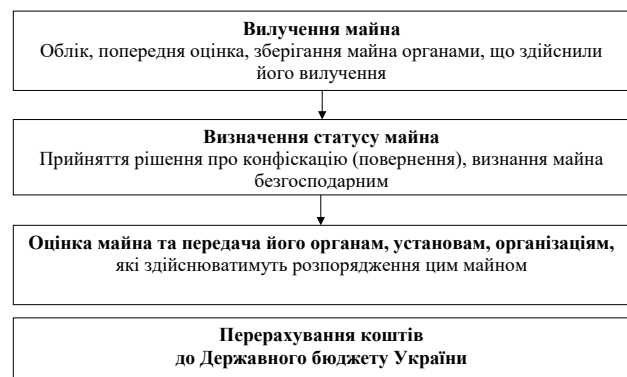 Вилучення майна
Облік, попередня оцінка, зберігання майна органами, що здійснили
його вилучення
Визначення статусу майна
Прийняття рішення про конфіскацію (повернення), визнання майна
безгосподарним
Оцінка майна та передача його органам, установам, організаціям,
які здійснюватимуть розпорядження цим майном
Перерахування коштів
до Державного бюджету України